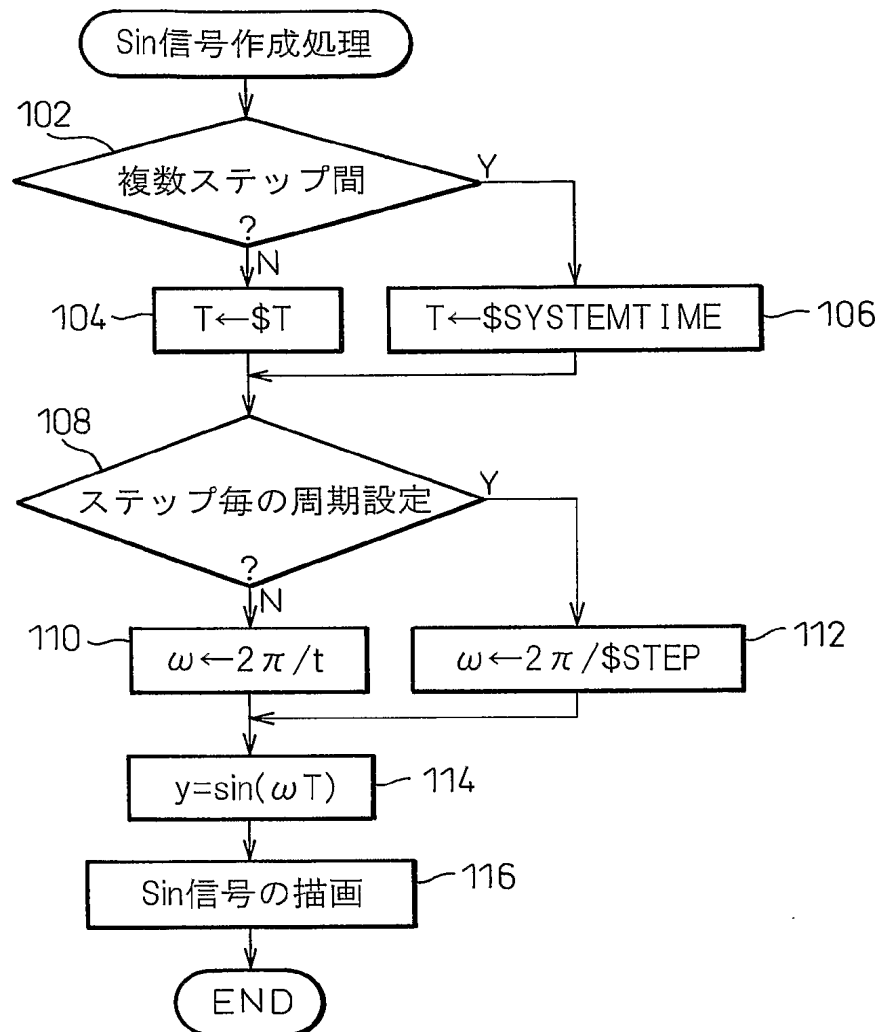 Sin信号作成処理
102
複数ステップ間
?
Y
N
104
T←$T
T←$SYSTEMTIME
106
108
ステップ毎の周期設定
?
Y
N
110
ω←2π/t
ω←2π/$STEP
112
y=sin(ωT)
114
Sin信号の描画
116
END